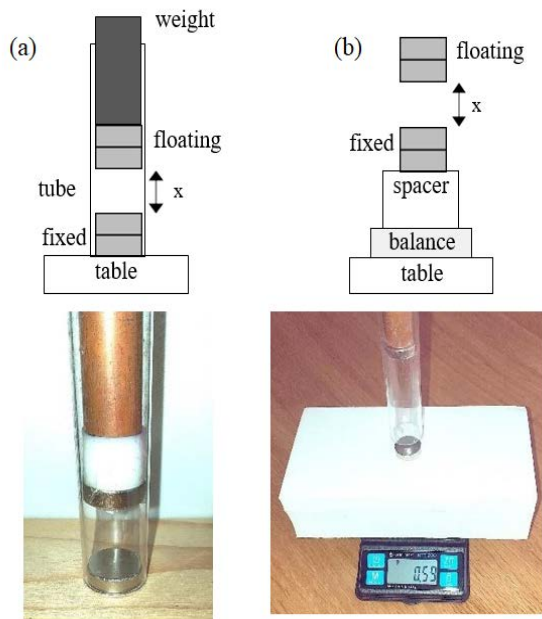 (a)
weight
floating
tube
x
fixed
table
(b)
floating
x
fixed
spacer
balance
table
0.59